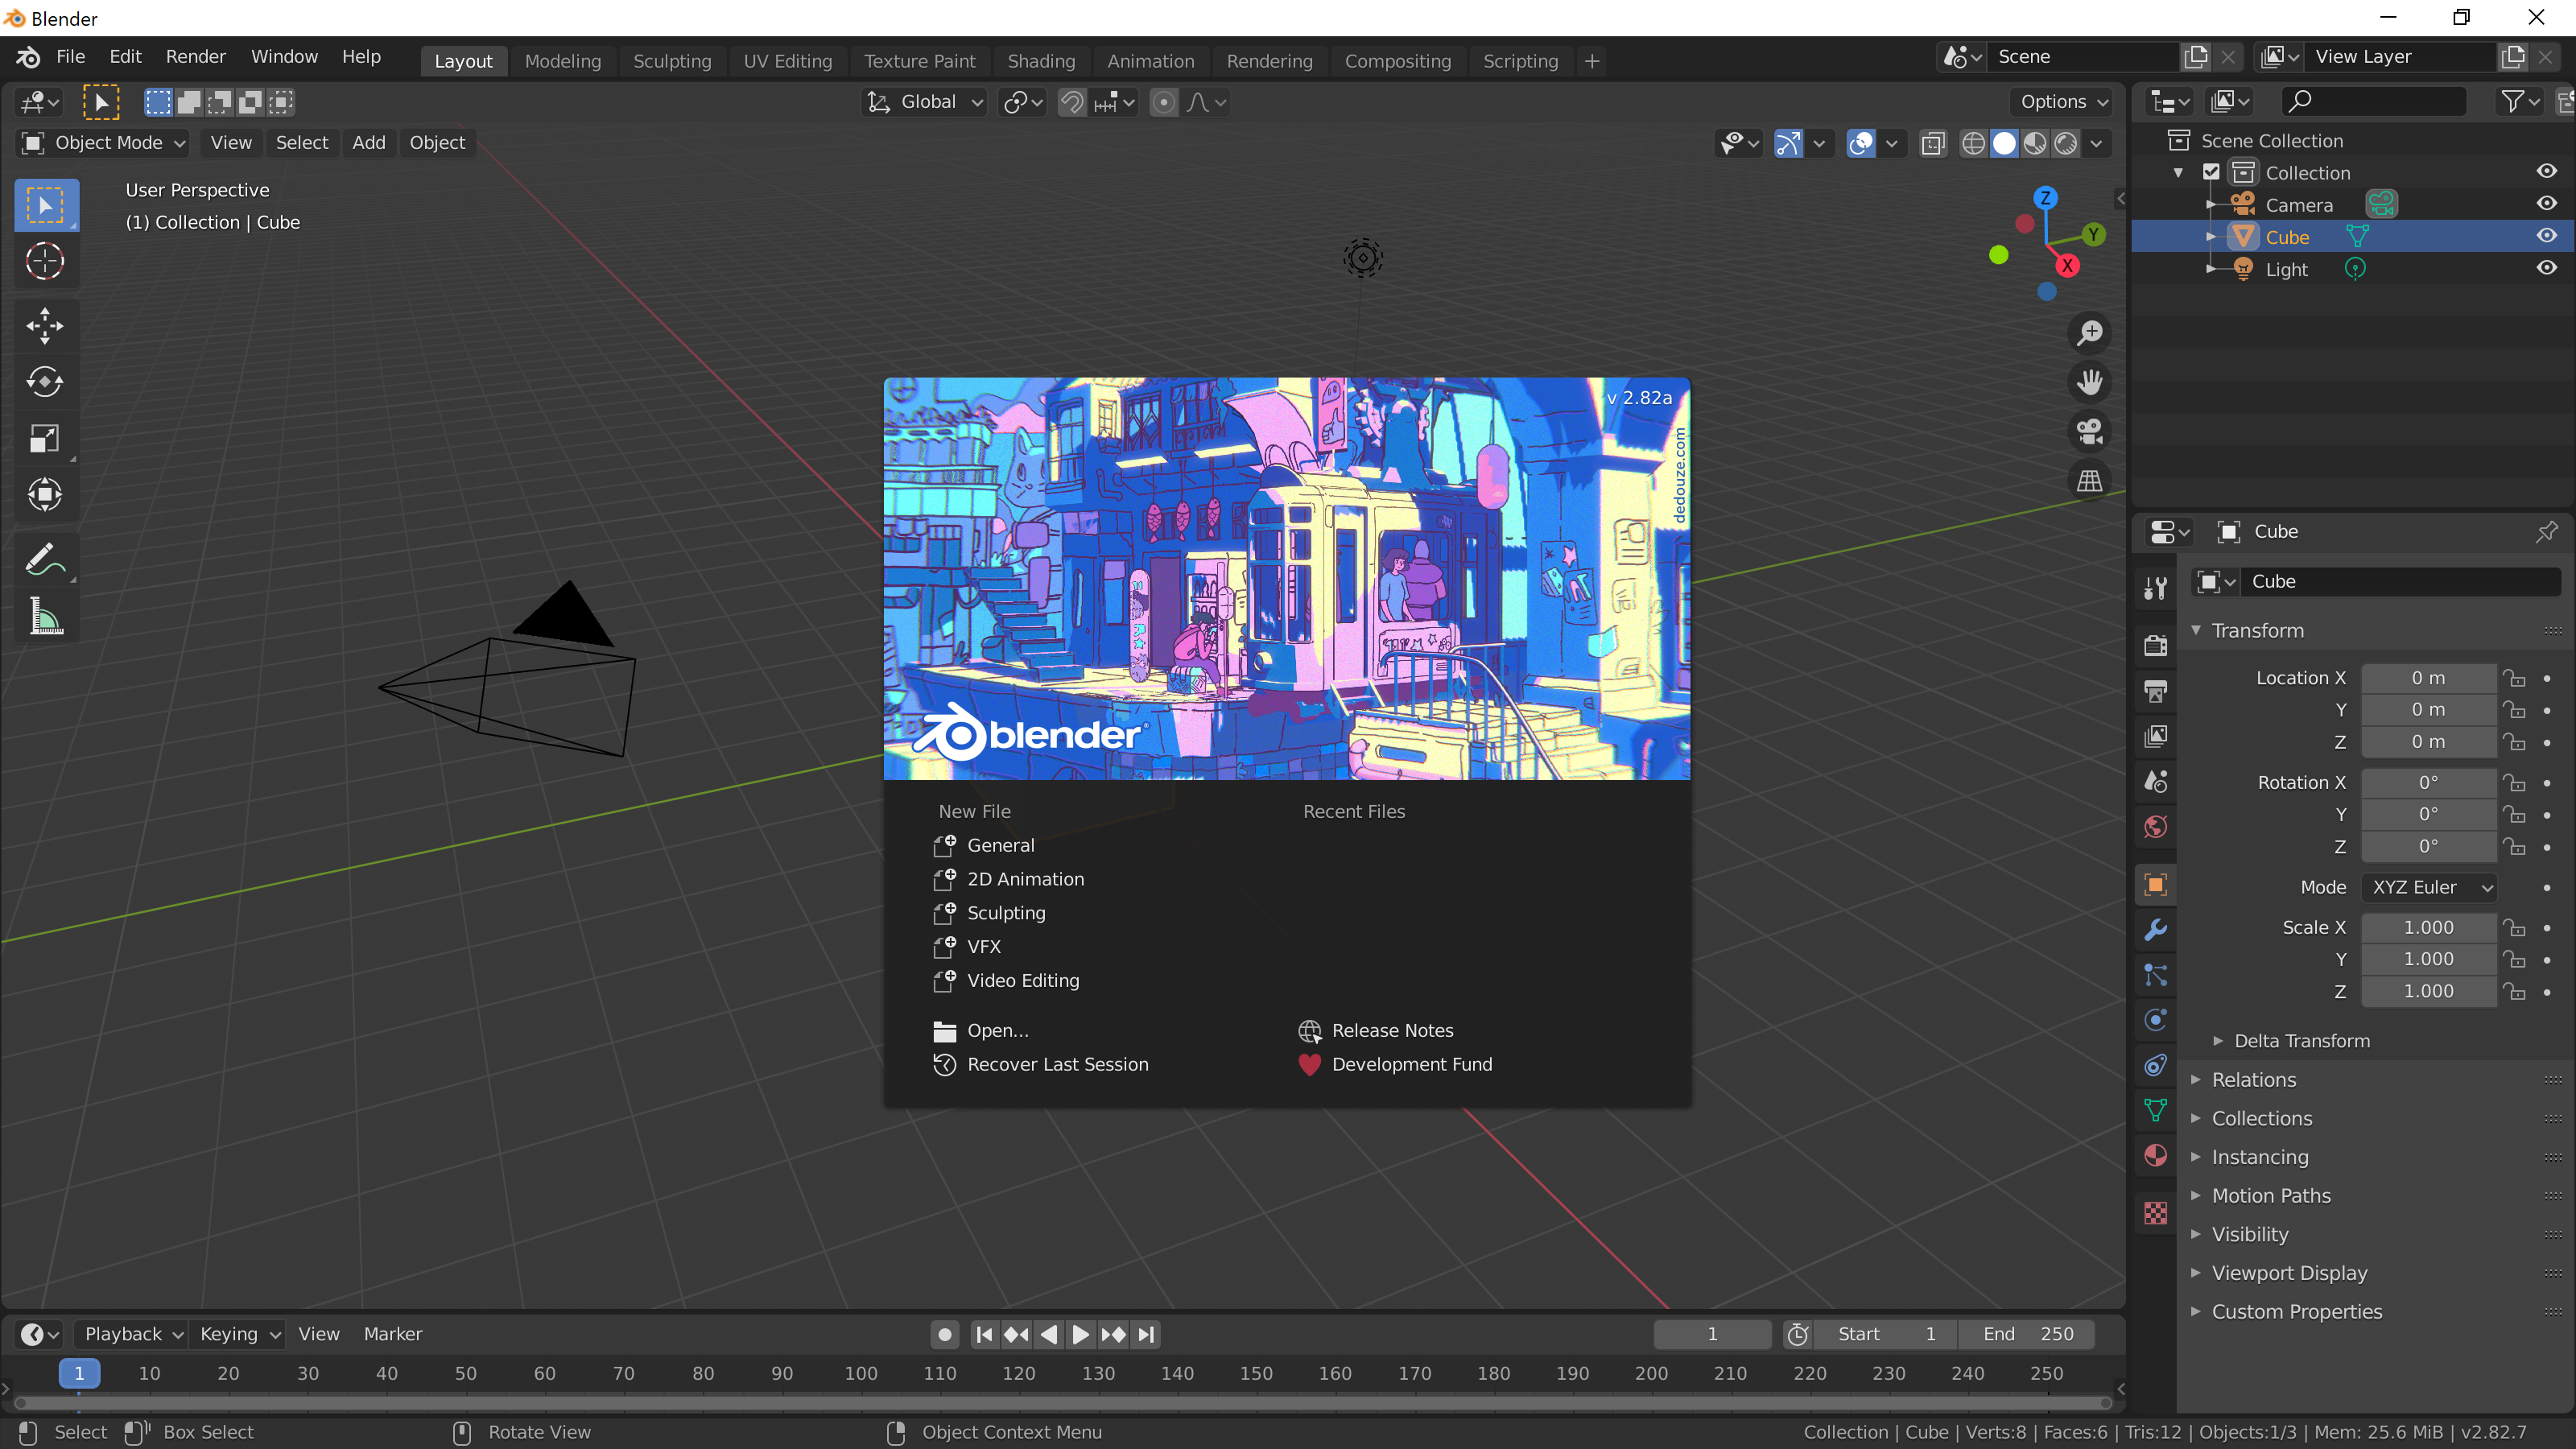 Blender
File Edit Render Window Help Layout Modeling Sculpting UV Editing Texture Paint Shading Animation Rendering Compositing Scripting + Scene View Layer
Global Options
Object Mode View Select Add Object
User Perspective
(1) Collection | Cube
Z
Y
X
Scene Collection
Collection
Camera
Cube
Light
Cube
Cube
Transform
Location X 0 m
Y 0 m
Z 0 m
Rotation X 0°
Y 0°
Z 0°
Mode XYZ Euler
Scale X 1.000
Y 1.000
Z 1.000
Delta Transform
Relations
Collections
Instancing
Motion Paths
Visibility
Viewport Display
Custom Properties
v 2.82a
dedouze.com
blender
New File Recent Files
General
2D Animation
Sculpting
VFX
Video Editing
Open... Release Notes
Recover Last Session Development Fund
Playback Keying View Marker 1 Start 1 End 250
1 10 20 30 40 50 60 70 80 90 100 110 120 130 140 150 160 170 180 190 200 210 220 230 240 250
Select Box Select Rotate View Object Context Menu Collection | Cube | Verts:8 | Faces:6 | Tris:12 | Objects:1/3 | Mem: 25.6 MiB | v2.82.7